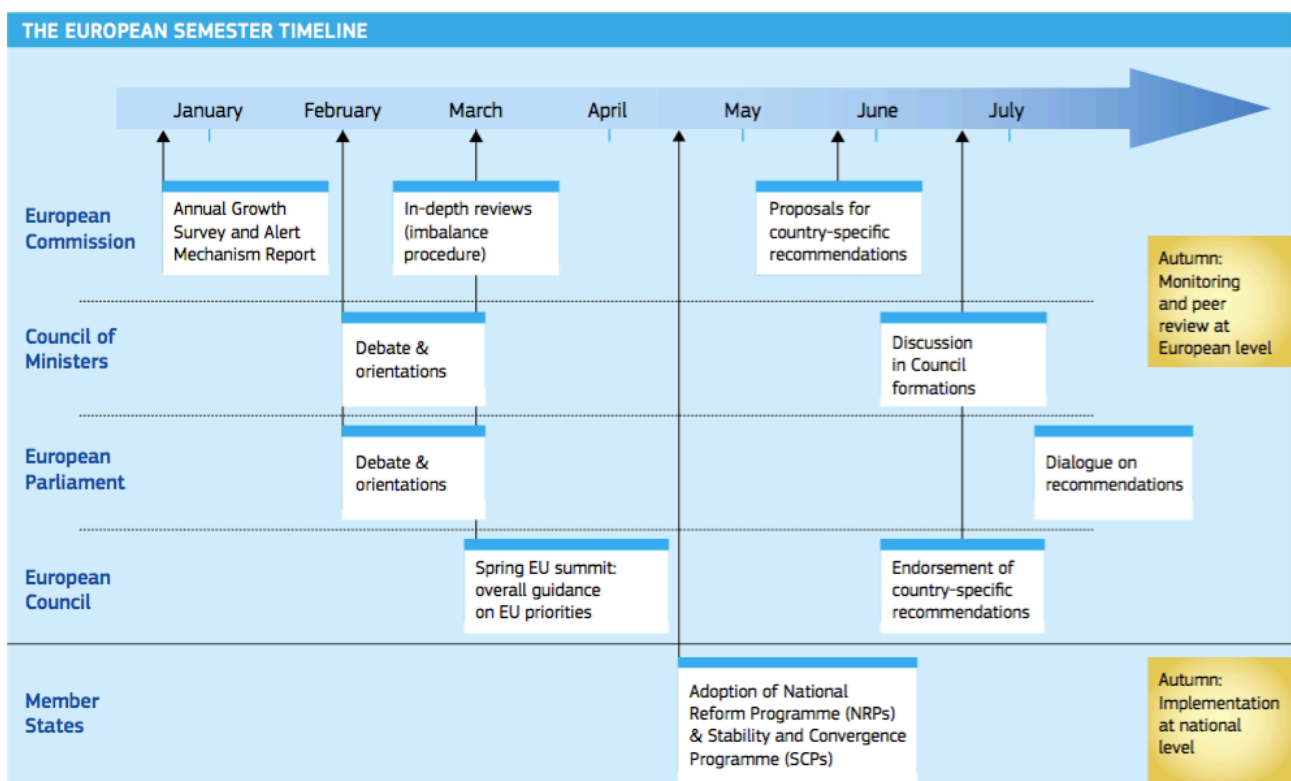 THE EUROPEAN SEMESTER TIMELINE
January
February
March
April
May
June
July
European
Commission
Annual Growth
Survey and Alert
Mechanism Report
In-depth reviews
(imbalance
procedure)
Proposals for
country-specific
recommendations
Autumn:
Monitoring
and peer
review at
European level
Council of
Ministers
Debate &
orientations
Discussion
in Council
formations
European
Parliament
Debate &
orientations
Dialogue on
recommendations
European
Council
Spring EU summit:
overall guidance
on EU priorities
Endorsement of
country-specific
recommendations
Member
States
Adoption of National
Reform Programme (NRPs)
& Stability and Convergence
Programme (SCPs)
Autumn:
Implementation
at national
level